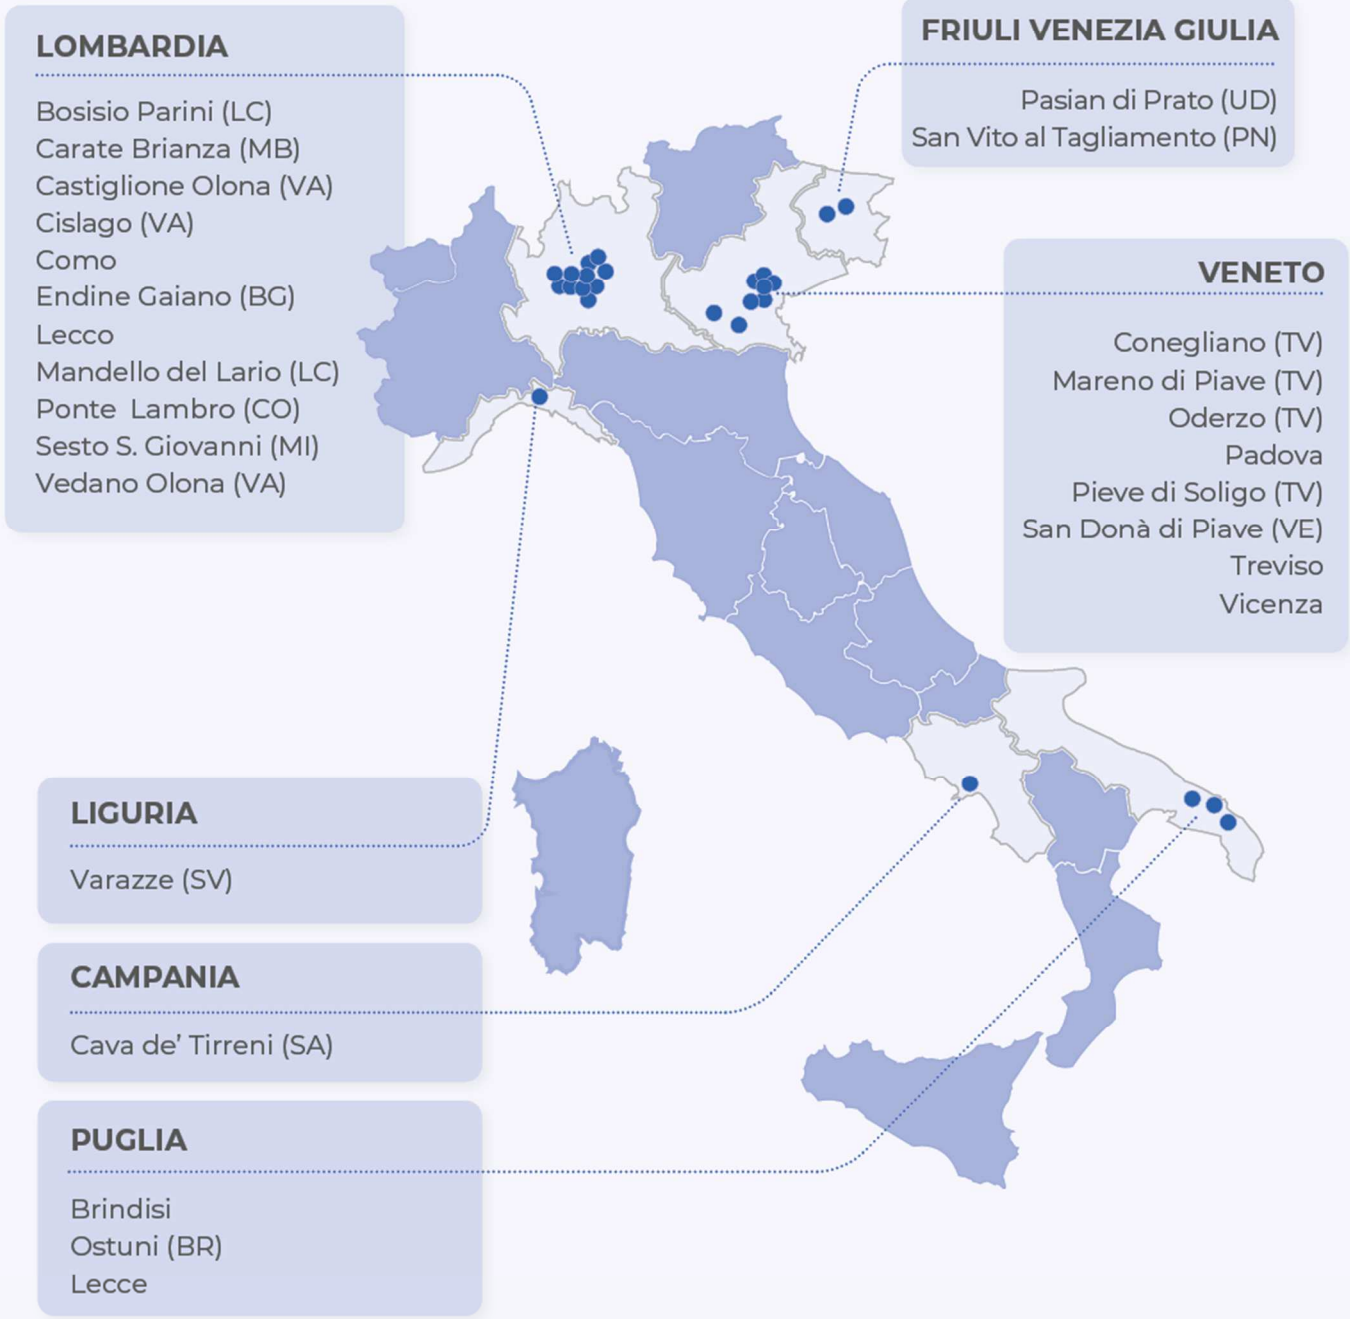 LOMBARDIA
Bosisio Parini (LC)
Carate Brianza (MB)
Castiglione Olona (VA)
Cislago (VA)
Como
Endine Gaiano (BG)
Lecco
Mandello del Lario (LC)
Ponte  Lambro (CO)
Sesto S. Giovanni (MI)
Vedano Olona (VA)
FRIULI VENEZIA GIULIA
Pasian di Prato (UD)
San Vito al Tagliamento (PN)
VENETO
Conegliano (TV)
Mareno di Piave (TV)
Oderzo (TV)
Padova
Pieve di Soligo (TV)
San Donà di Piave (VE)
Treviso
Vicenza
LIGURIA
Varazze (SV)
CAMPANIA
Cava de’ Tirreni (SA)
PUGLIA
Brindisi
Ostuni (BR)
Lecce